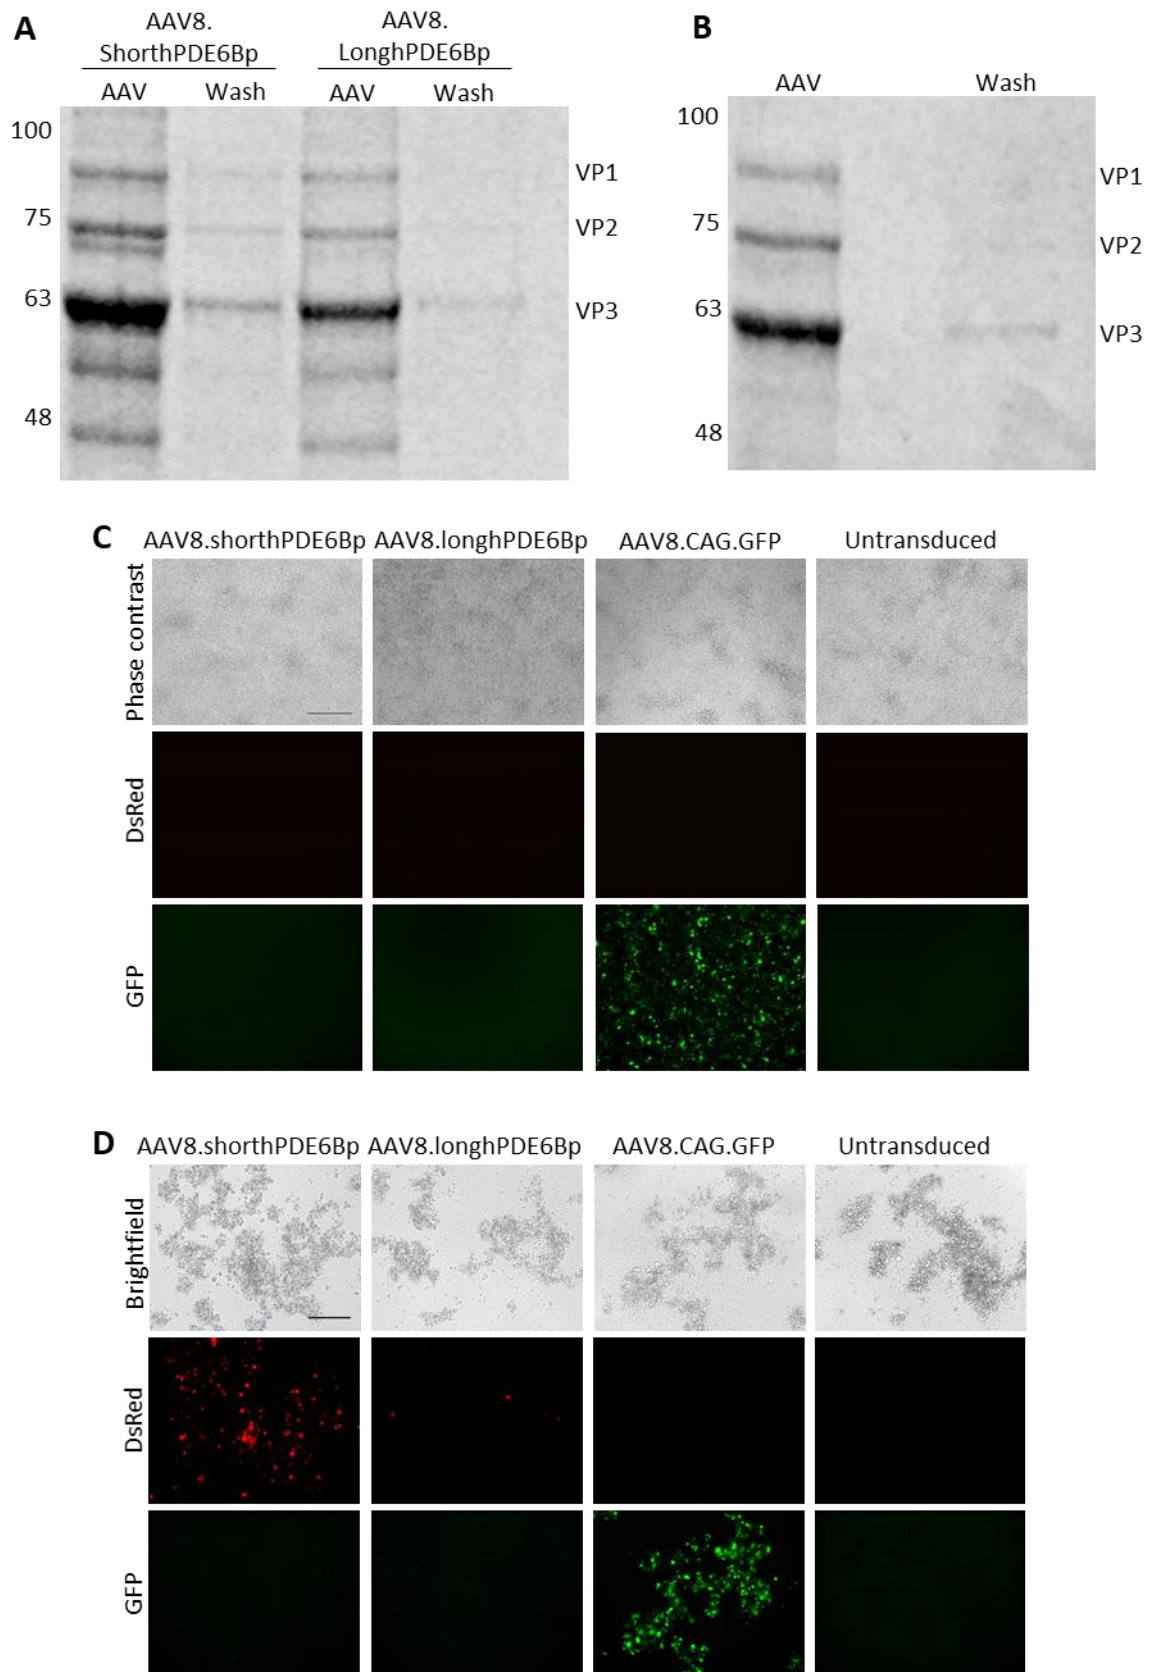 A
AAV8.
ShorthPDE6Bp
AAV8.
LonghPDE6Bp
AAV Wash AAV Wash
100
75
63
48
VP1
VP2
VP3
B
AAV Wash
100
75
63
48
VP1
VP2
VP3
C
AAV8.shorthPDE6Bp AAV8.longhPDE6Bp AAV8.CAG.GFP Untransduced
Phase contrast
DsRed
GFP
D
AAV8.shorthPDE6Bp AAV8.longhPDE6Bp AAV8.CAG.GFP Untransduced
Brightfield
DsRed
GFP